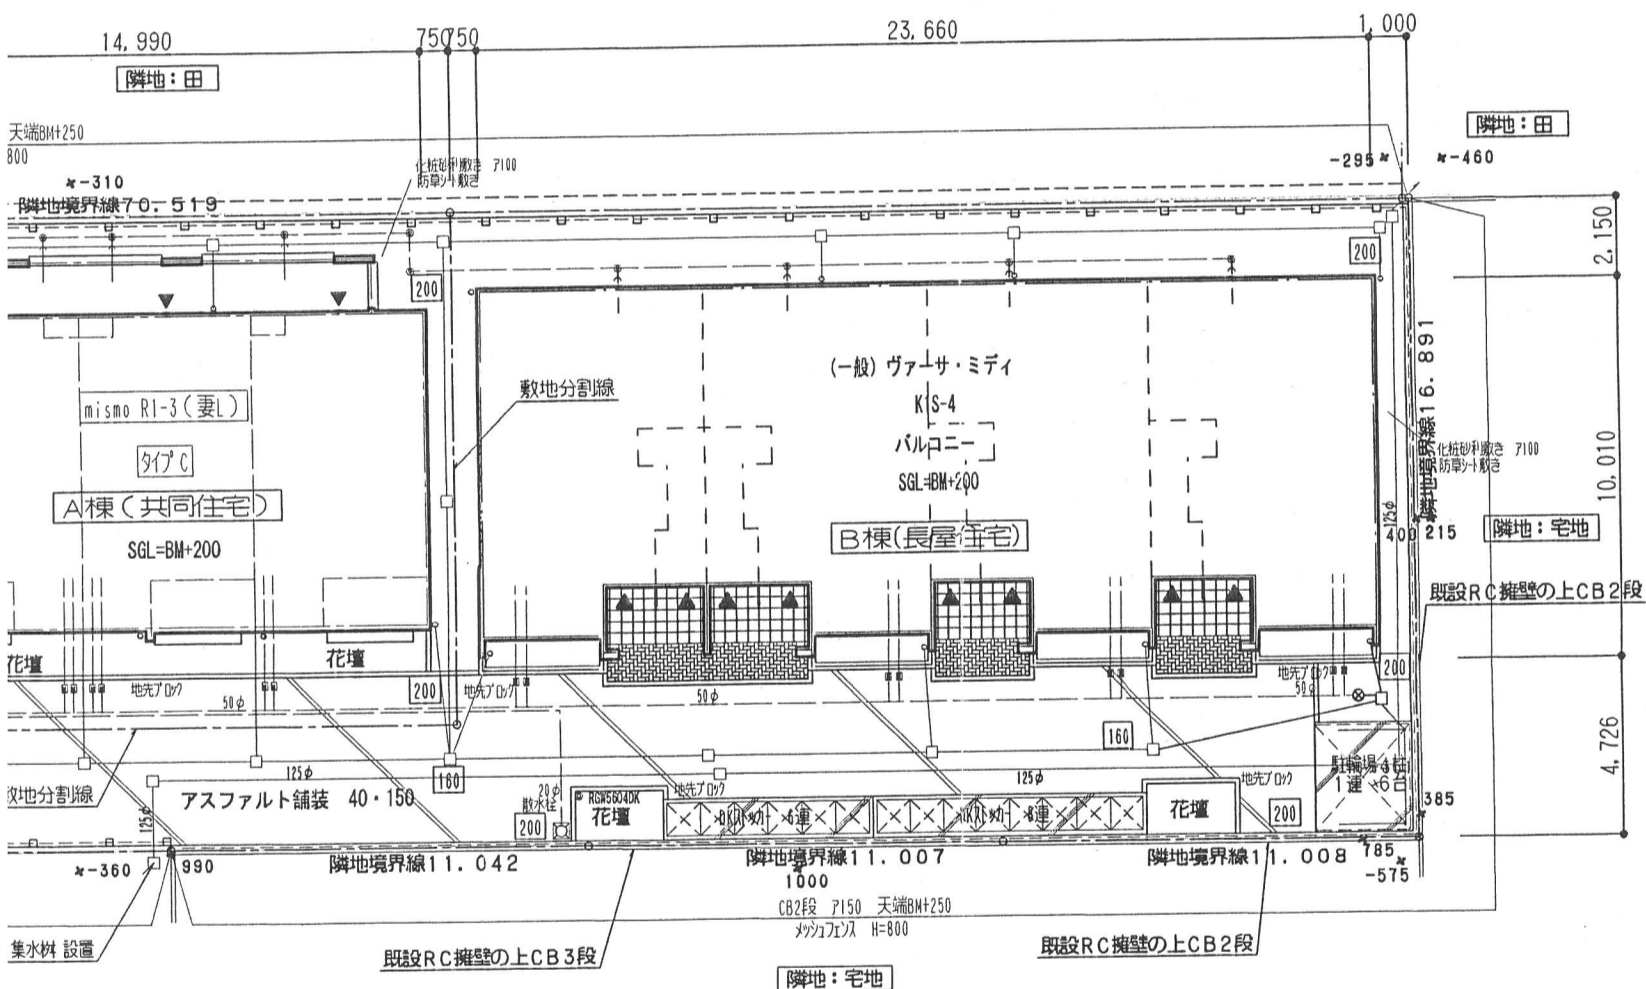 14,990
750
750
23,660
1,000
隣地：田
天端BM+250
800
隣地：田
-295
-460
-310
化粧砂利敷き ｱ100
防草ｼｰﾄ敷き
隣地境界線70.519
200
200
2,150
(一般)ヴァーサ・ミディ
KIS-4
バルコニー
SGL=BM+200
B棟(長屋住宅)
敷地分割線
mismo R1-3(妻L)
ﾀｲﾌﾟC
A棟(共同住宅)
SGL=BM+200
隣地境界線16.891
化粧砂利敷き ｱ100
防草ｼｰﾄ敷き
10,010
125φ
400
215
隣地：宅地
既設RC擁壁の上CB2段
花壇
花壇
地先ﾌﾞﾛｯｸ
50φ
200
地先ﾌﾞﾛｯｸ
50φ
地先ﾌﾞﾛｯｸ
50φ
200
4,726
160
160
敷地分割線
125φ
125φ
125φ
アスファルト舗装 40・150
20φ
散水栓
200
RGW5604DK
花壇
地先ﾌﾞﾛｯｸ
花壇
地先ﾌﾞﾛｯｸ
200
385
-360
990
隣地境界線11.042
隣地境界線11.007
隣地境界線11.008
785
-575
1000
CB2段 ｱ150 天端BM+250
ﾒｯｼｭﾌｪﾝｽ H=800
集水桝 設置
既設RC擁壁の上CB3段
既設RC擁壁の上CB2段
隣地：宅地